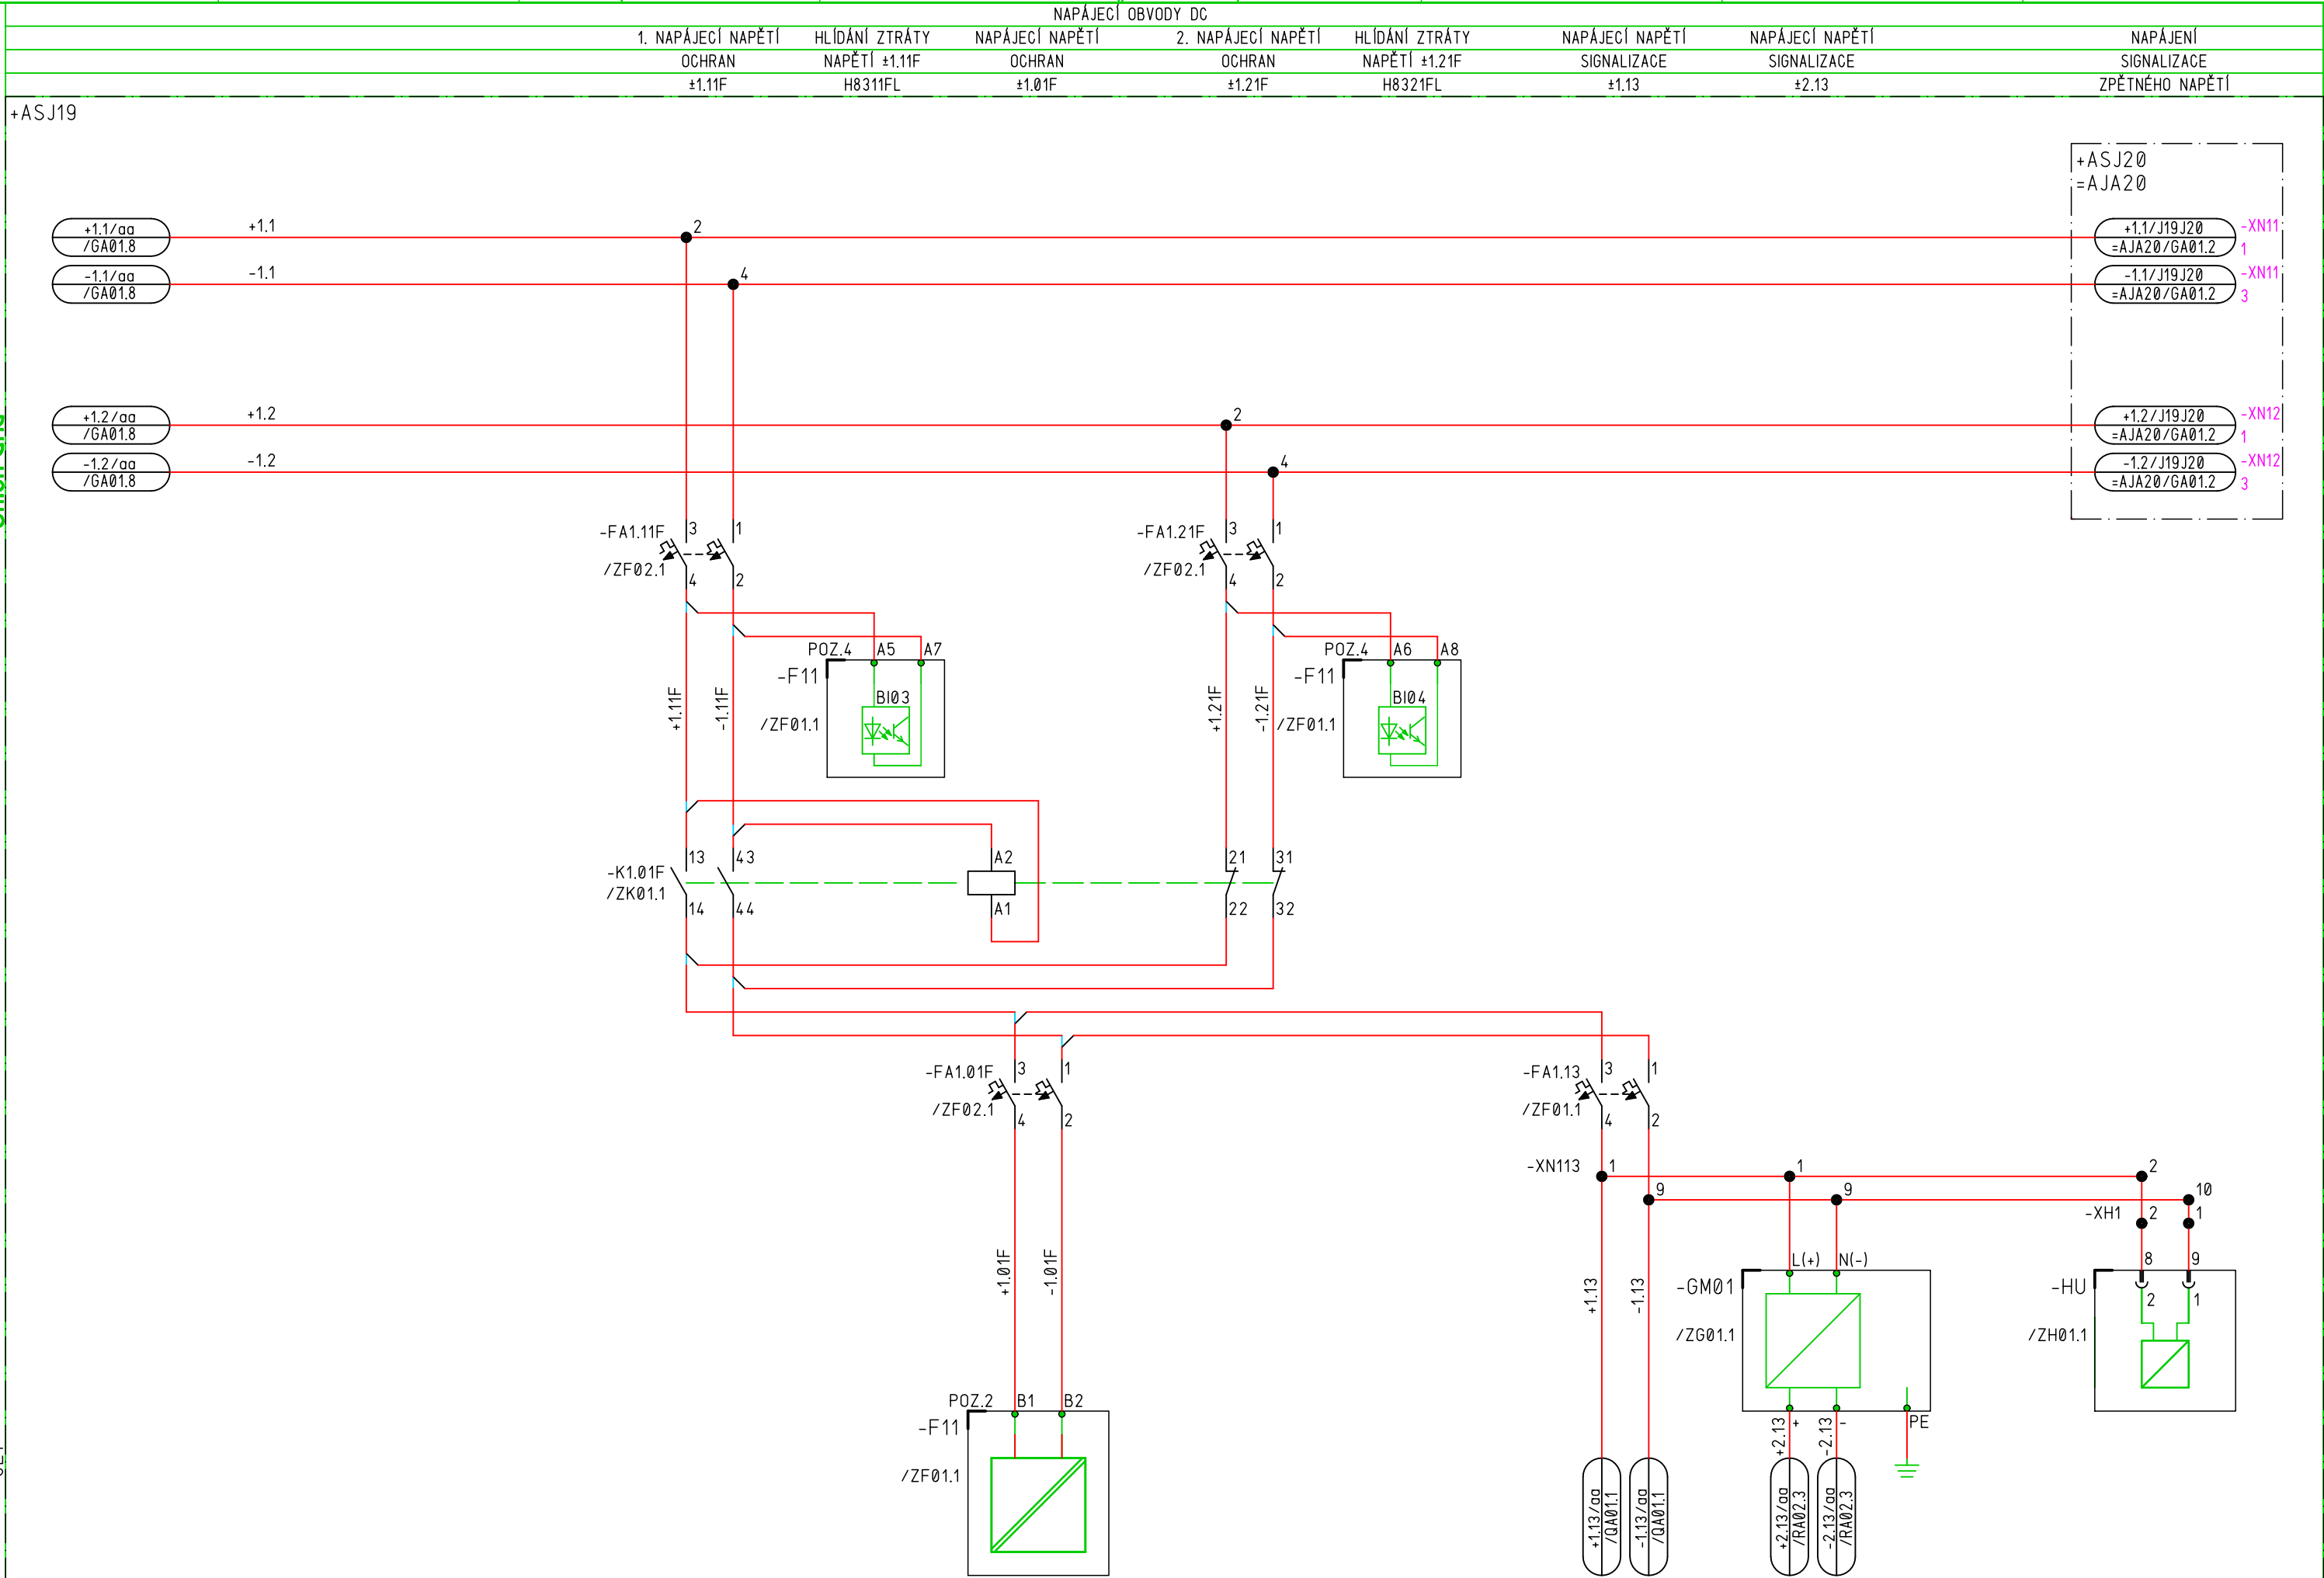 NAPÁJECÍ OBVODY DC
1. NAPÁJECÍ NAPĚTÍ HLÍDÁNÍ ZTRÁTY NAPÁJECÍ NAPĚTÍ 2. NAPÁJECÍ NAPĚTÍ HLÍDÁNÍ ZTRÁTY NAPÁJECÍ NAPĚTÍ NAPÁJECÍ NAPĚTÍ NAPÁJENÍ
OCHRAN NAPĚTÍ ±1.11F OCHRAN OCHRAN NAPĚTÍ ±1.21F SIGNALIZACE SIGNALIZACE SIGNALIZACE
±1.11F H8311FL ±1.01F ±1.21F H8321FL ±1.13 ±2.13 ZPĚTNÉHO NAPĚTÍ
+ASJ19
+ASJ20
=AJA20
+1.1/aa +1.1 2 +1.1/J19J20 -XN11
/GA01.8 =AJA20/GA01.2 1
-1.1/aa -1.1 4 -1.1/J19J20 -XN11
/GA01.8 =AJA20/GA01.2 3
+1.2/aa +1.2 2 +1.2/J19J20 -XN12
/GA01.8 =AJA20/GA01.2 1
-1.2/aa -1.2 4 -1.2/J19J20 -XN12
/GA01.8 =AJA20/GA01.2 3
-FA1.11F 3 1 -FA1.21F 3 1
/ZF02.1 4 2 /ZF02.1 4 2
POZ.4 A5 A7 POZ.4 A6 A8
-F11 -F11
+1.11F -1.11F BI03 +1.21F -1.21F BI04
/ZF01.1 /ZF01.1
13 43 A2 21 31
-K1.01F
/ZK01.1
14 44 A1 22 32
-FA1.01F 3 1 -FA1.13 3 1
/ZF02.1 4 2 /ZF01.1 4 2
-XN113 1 1 2
9 9 10
-XH1 2 1
+1.01F -1.01F +1.13 -1.13
L(+) N(-) 8 9
-GM01 -HU
2 1
/ZG01.1 /ZH01.1
POZ.2 B1 B2
-F11
/ZF01.1
+2.13 + -2.13 - PE
+1.13/aa
/QA01.1
-1.13/aa
/QA01.1
+2.13/aa
/RA02.3
-2.13/aa
/RA02.3